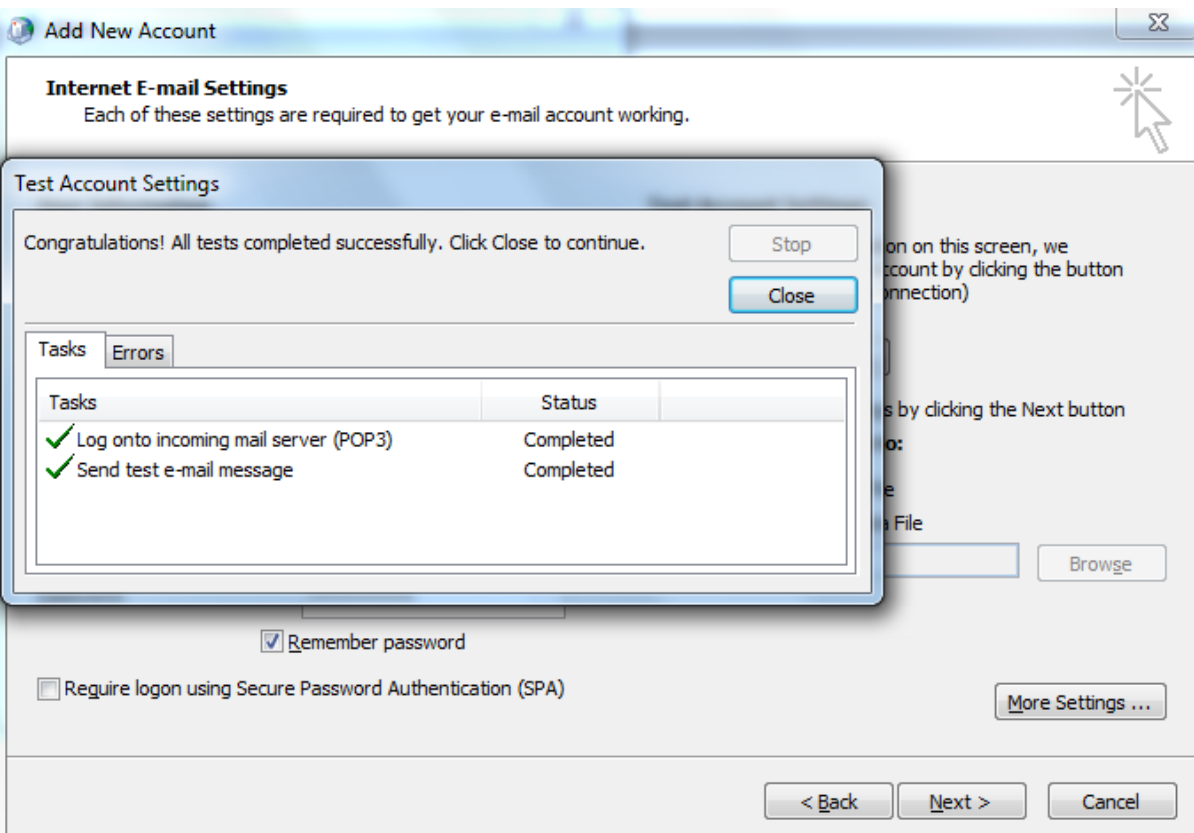 Add New Account
Internet E-mail Settings
Each of these settings are required to get your e-mail account working.
Test Account Settings
Congratulations! All tests completed successfully. Click Close to continue.
Stop
Close
on on this screen, we
ccount by clicking the button
onnection)
Tasks
Errors
Tasks Status
Log onto incoming mail server (POP3) Completed
Send test e-mail message Completed
s by clicking the Next button
o:
e
a File
Browse
Remember password
Require logon using Secure Password Authentication (SPA)
More Settings ...
< Back
Next >
Cancel